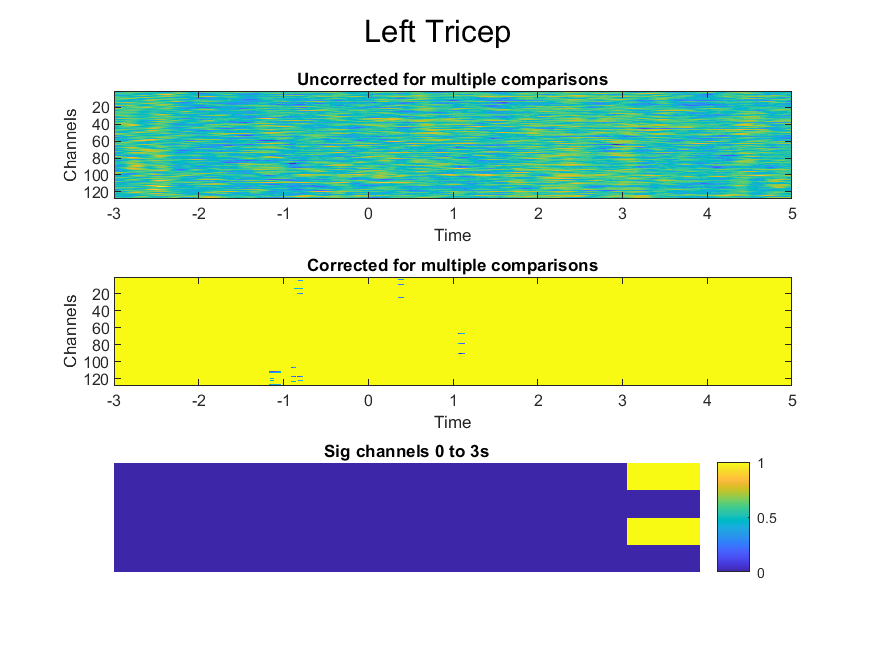 Left Tricep
Uncorrected for multiple comparisons
Channels
20
40
60
80
100
120
-3 -2 -1 0 1 2 3 4 5
Time
Corrected for multiple comparisons
Channels
20
40
60
80
100
120
-3 -2 -1 0 1 2 3 4 5
Time
Sig channels 0 to 3s
1
0.5
0